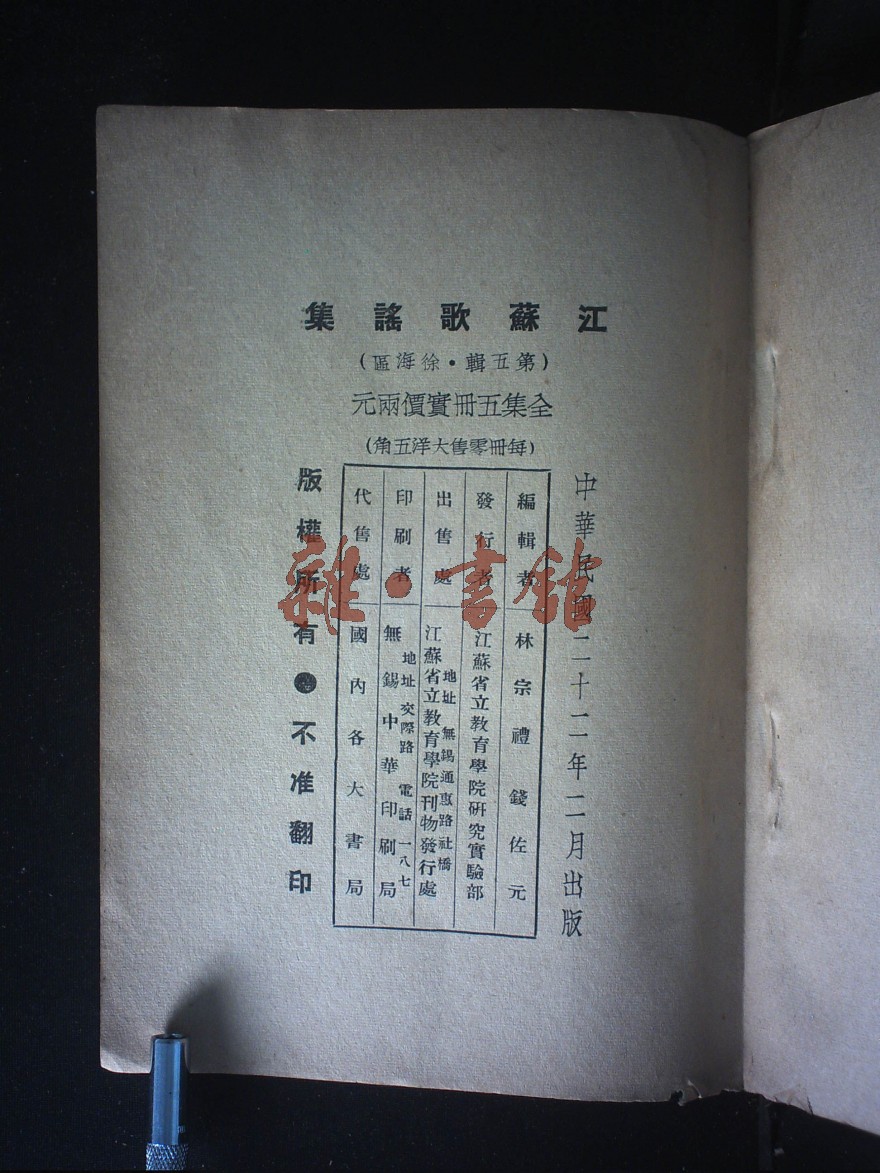 江蘇歌謠集
(第五輯·徐海區)
全集五冊實價兩元
(每冊零售大洋五角)
中華民國二十二年二月出版
編輯者 林宗禮 錢佐元
發行者 江蘇省立教育學院研究實驗部
出售處 江蘇省立教育學院刊物發行處
地址 無錫通惠路社橋
印刷者 無錫中華印刷局
地址 交際路 電話 一八七
代售處 國內各大書局
版權所有●不准翻印
雜·書館